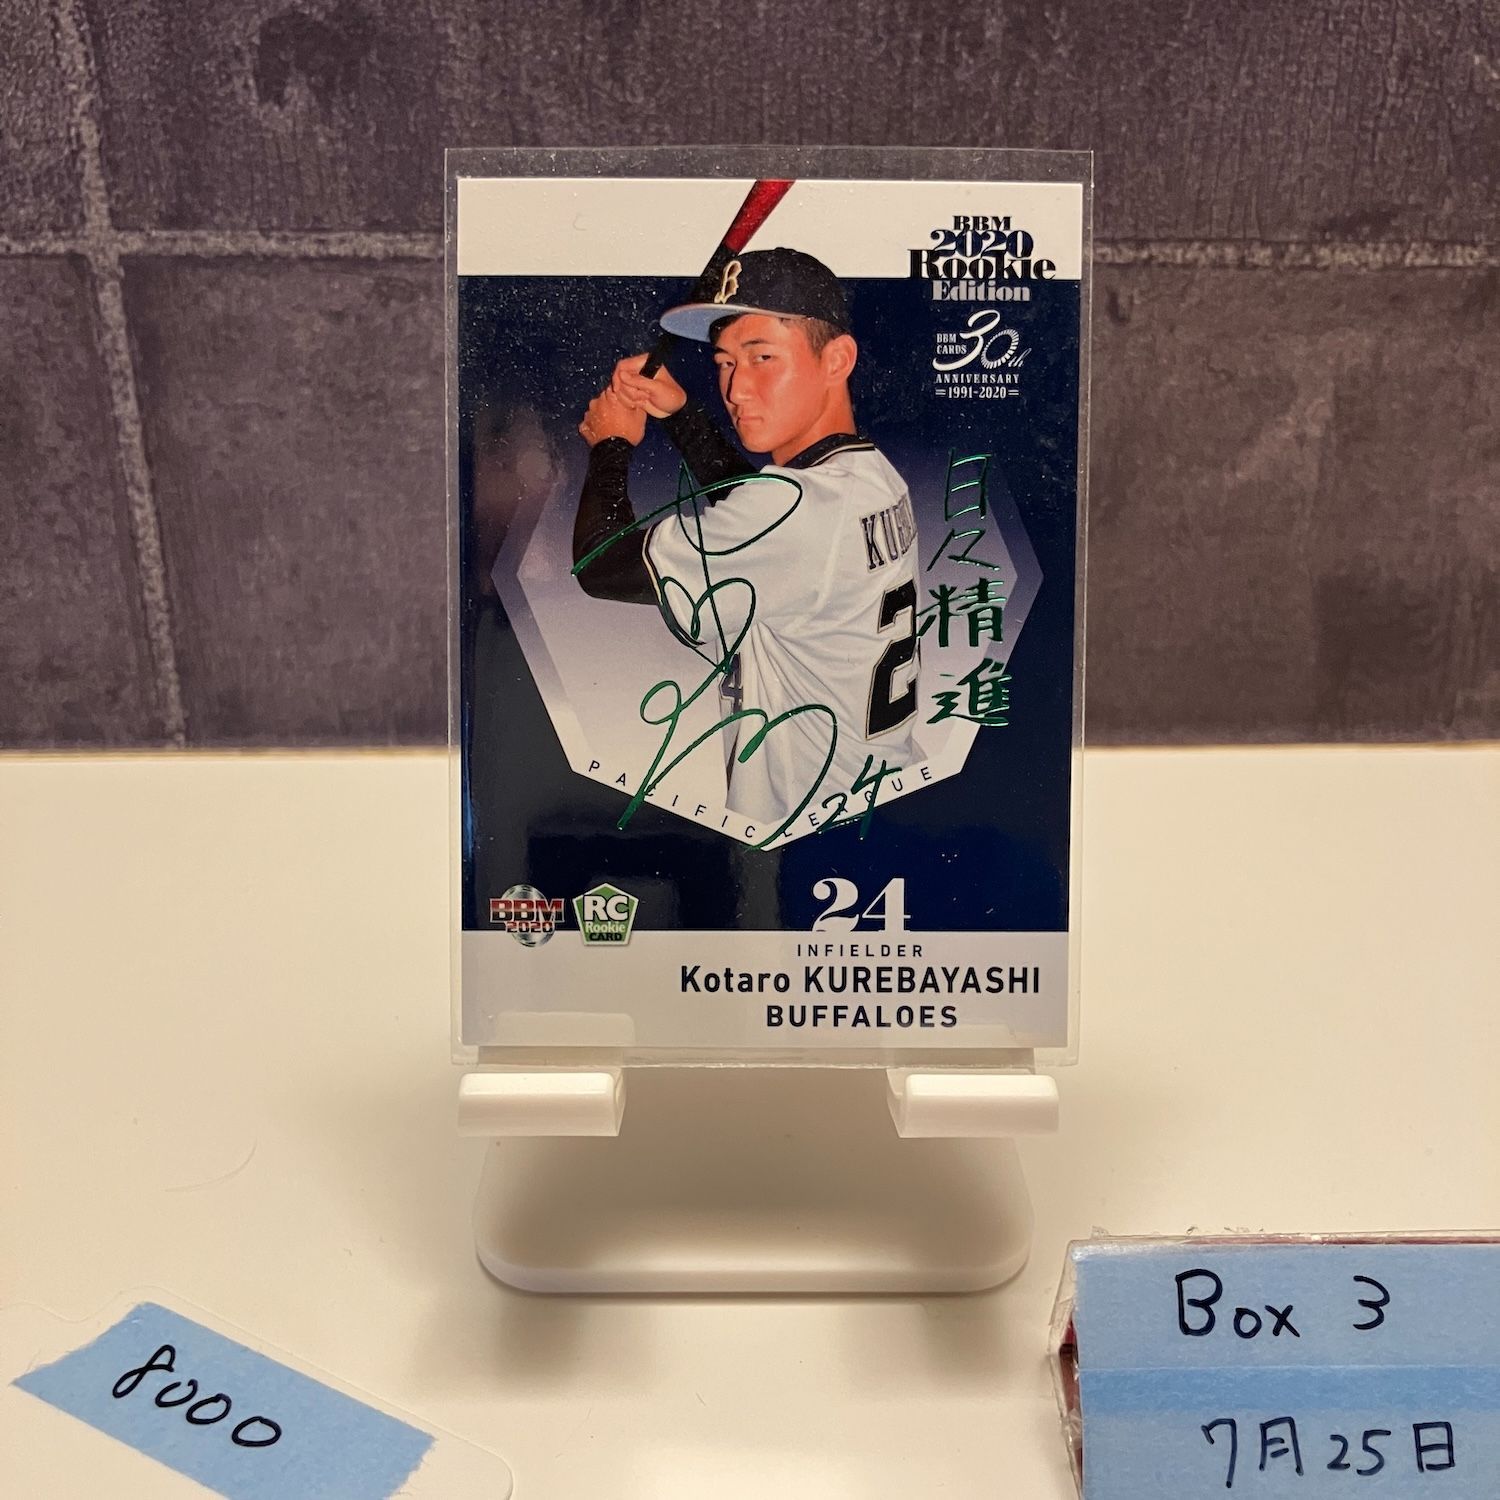 BBM
2020
Rookie
Edition
BBM
CARDS 30th
ANNIVERSARY
1991-2020
B
日々精進
24
PACIFIC LEAGUE
BBM
2020
RC
Rookie
CARD
24
INFIELDER
Kotaro KUREBAYASHI
BUFFALOES
8000
Box 3
7月25日